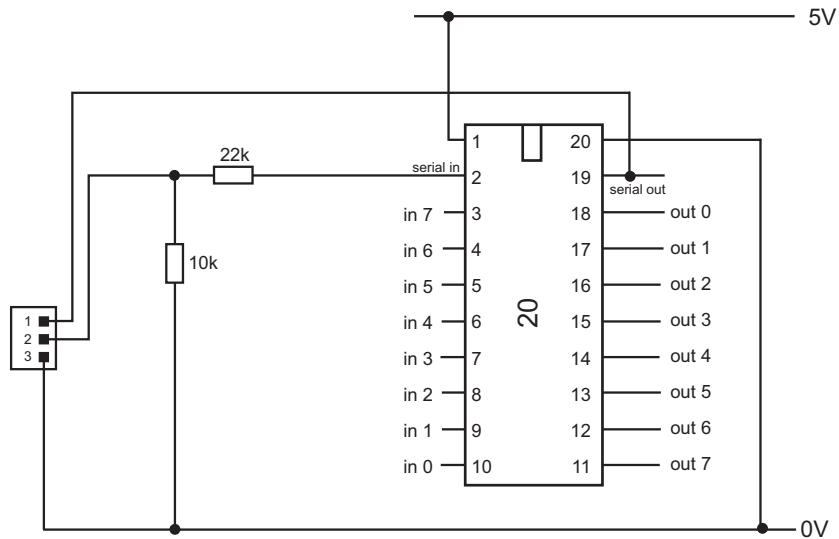 5V
22k
serial in
1
20
2
19
serial out
in 7
3
18
out 0
in 6
4
17
out 1
10k
in 5
5
16
out 2
in 4
6
15
out 3
20
1
2
3
in 3
7
14
out 4
in 2
8
13
out 5
in 1
9
12
out 6
in 0
10
11
out 7
0V